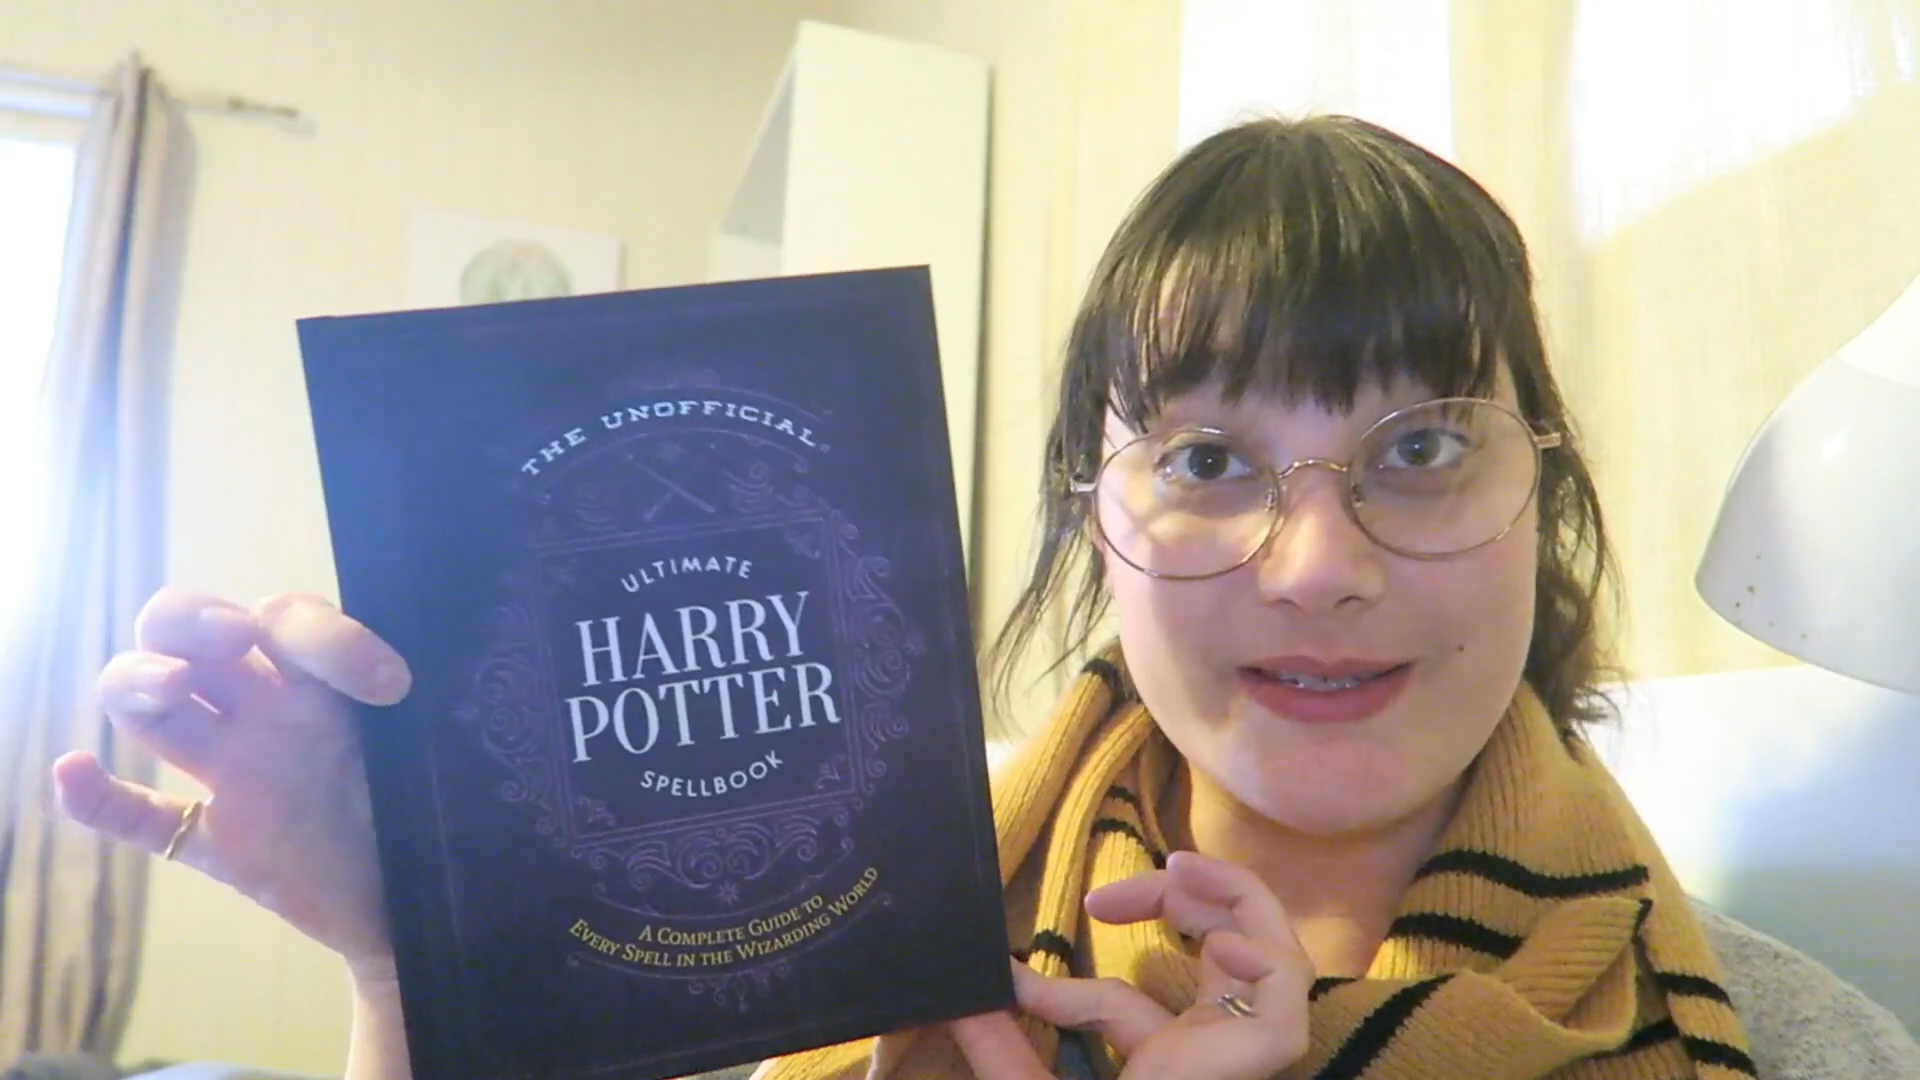 THE UNOFFICIAL
ULTIMATE
HARRY
POTTER
SPELLBOOK
A COMPLETE GUIDE TO
EVERY SPELL IN THE WIZARDING WORLD